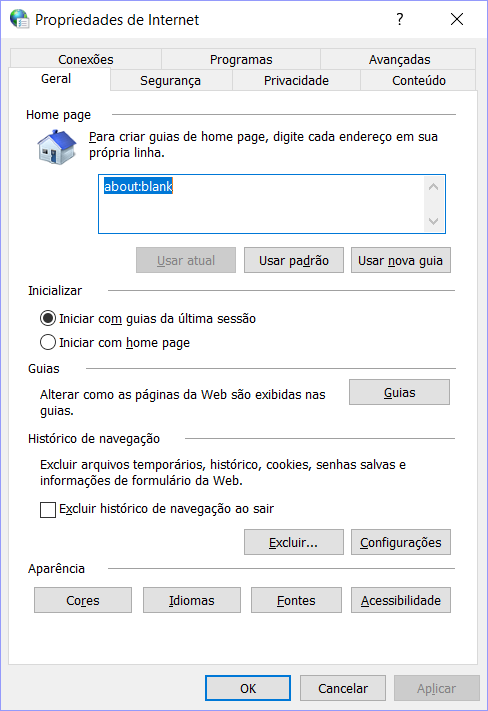 Propriedades de Internet
?
Conexões Programas Avançadas
Geral Segurança Privacidade Conteúdo
Home page
Para criar guias de home page, digite cada endereço em sua
própria linha.
about:blank
Usar atual Usar padrão Usar nova guia
Inicializar
Iniciar com guias da última sessão
Iniciar com home page
Guias
Alterar como as páginas da Web são exibidas nas
guias.
Guias
Histórico de navegação
Excluir arquivos temporários, histórico, cookies, senhas salvas e
informações de formulário da Web.
Excluir histórico de navegação ao sair
Excluir... Configurações
Aparência
Cores Idiomas Fontes Acessibilidade
OK Cancelar Aplicar